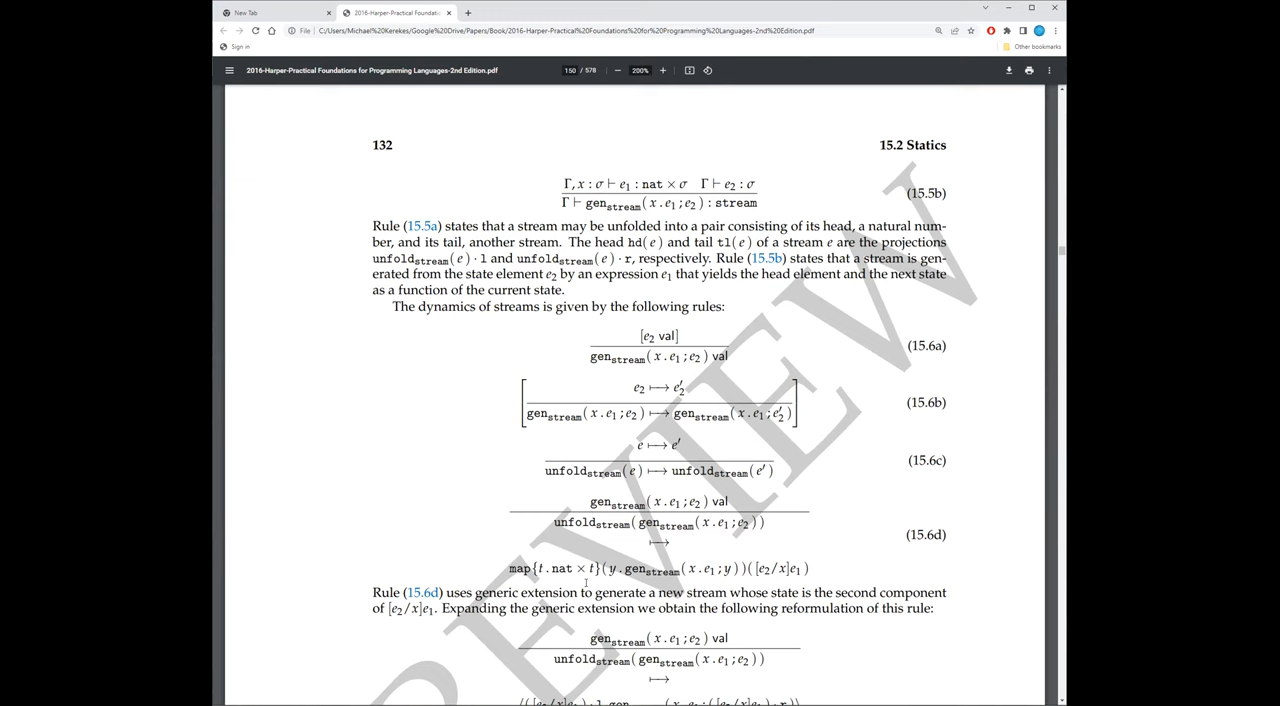 New Tab
2016-Harper-Practical Foundatio
File
C:/Users/Michael%20Kerekes/Google%20Drive/Papers/Book/2016-Harper-Practical%20Foundations%20for%20Programming%20Languages-2nd%20Edition.pdf
Sign in
Other bookmarks
2016-Harper-Practical Foundations for Programming Languages-2nd Edition.pdf
150 / 578
200%
132
15.2 Statics
Γ, x : σ ⊢ e₁ : nat × σ Γ ⊢ e₂ : σ
Γ ⊢ genstream(x.e₁;e₂) : stream
(15.5b)
Rule (15.5a) states that a stream may be unfolded into a pair consisting of its head, a natural num-
ber, and its tail, another stream. The head hd(e) and tail tl(e) of a stream e are the projections
unfoldstream(e)·l and unfoldstream(e)·r, respectively. Rule (15.5b) states that a stream is gen-
erated from the state element e₂ by an expression e₁ that yields the head element and the next state
as a function of the current state.
The dynamics of streams is given by the following rules:
[e₂ val]
genstream(x.e₁;e₂) val
(15.6a)
e₂ ⟼ e₂′
genstream(x.e₁;e₂) ⟼ genstream(x.e₁;e₂′)
(15.6b)
e ⟼ e′
unfoldstream(e) ⟼ unfoldstream(e′)
(15.6c)
genstream(x.e₁;e₂) val
unfoldstream(genstream(x.e₁;e₂))
⟼
map{t.nat × t}(y.genstream(x.e₁;y))([e₂/x]e₁)
(15.6d)
Rule (15.6d) uses generic extension to generate a new stream whose state is the second component
of [e₂/x]e₁. Expanding the generic extension we obtain the following reformulation of this rule:
genstream(x.e₁;e₂) val
unfoldstream(genstream(x.e₁;e₂))
⟼
PREVIEW